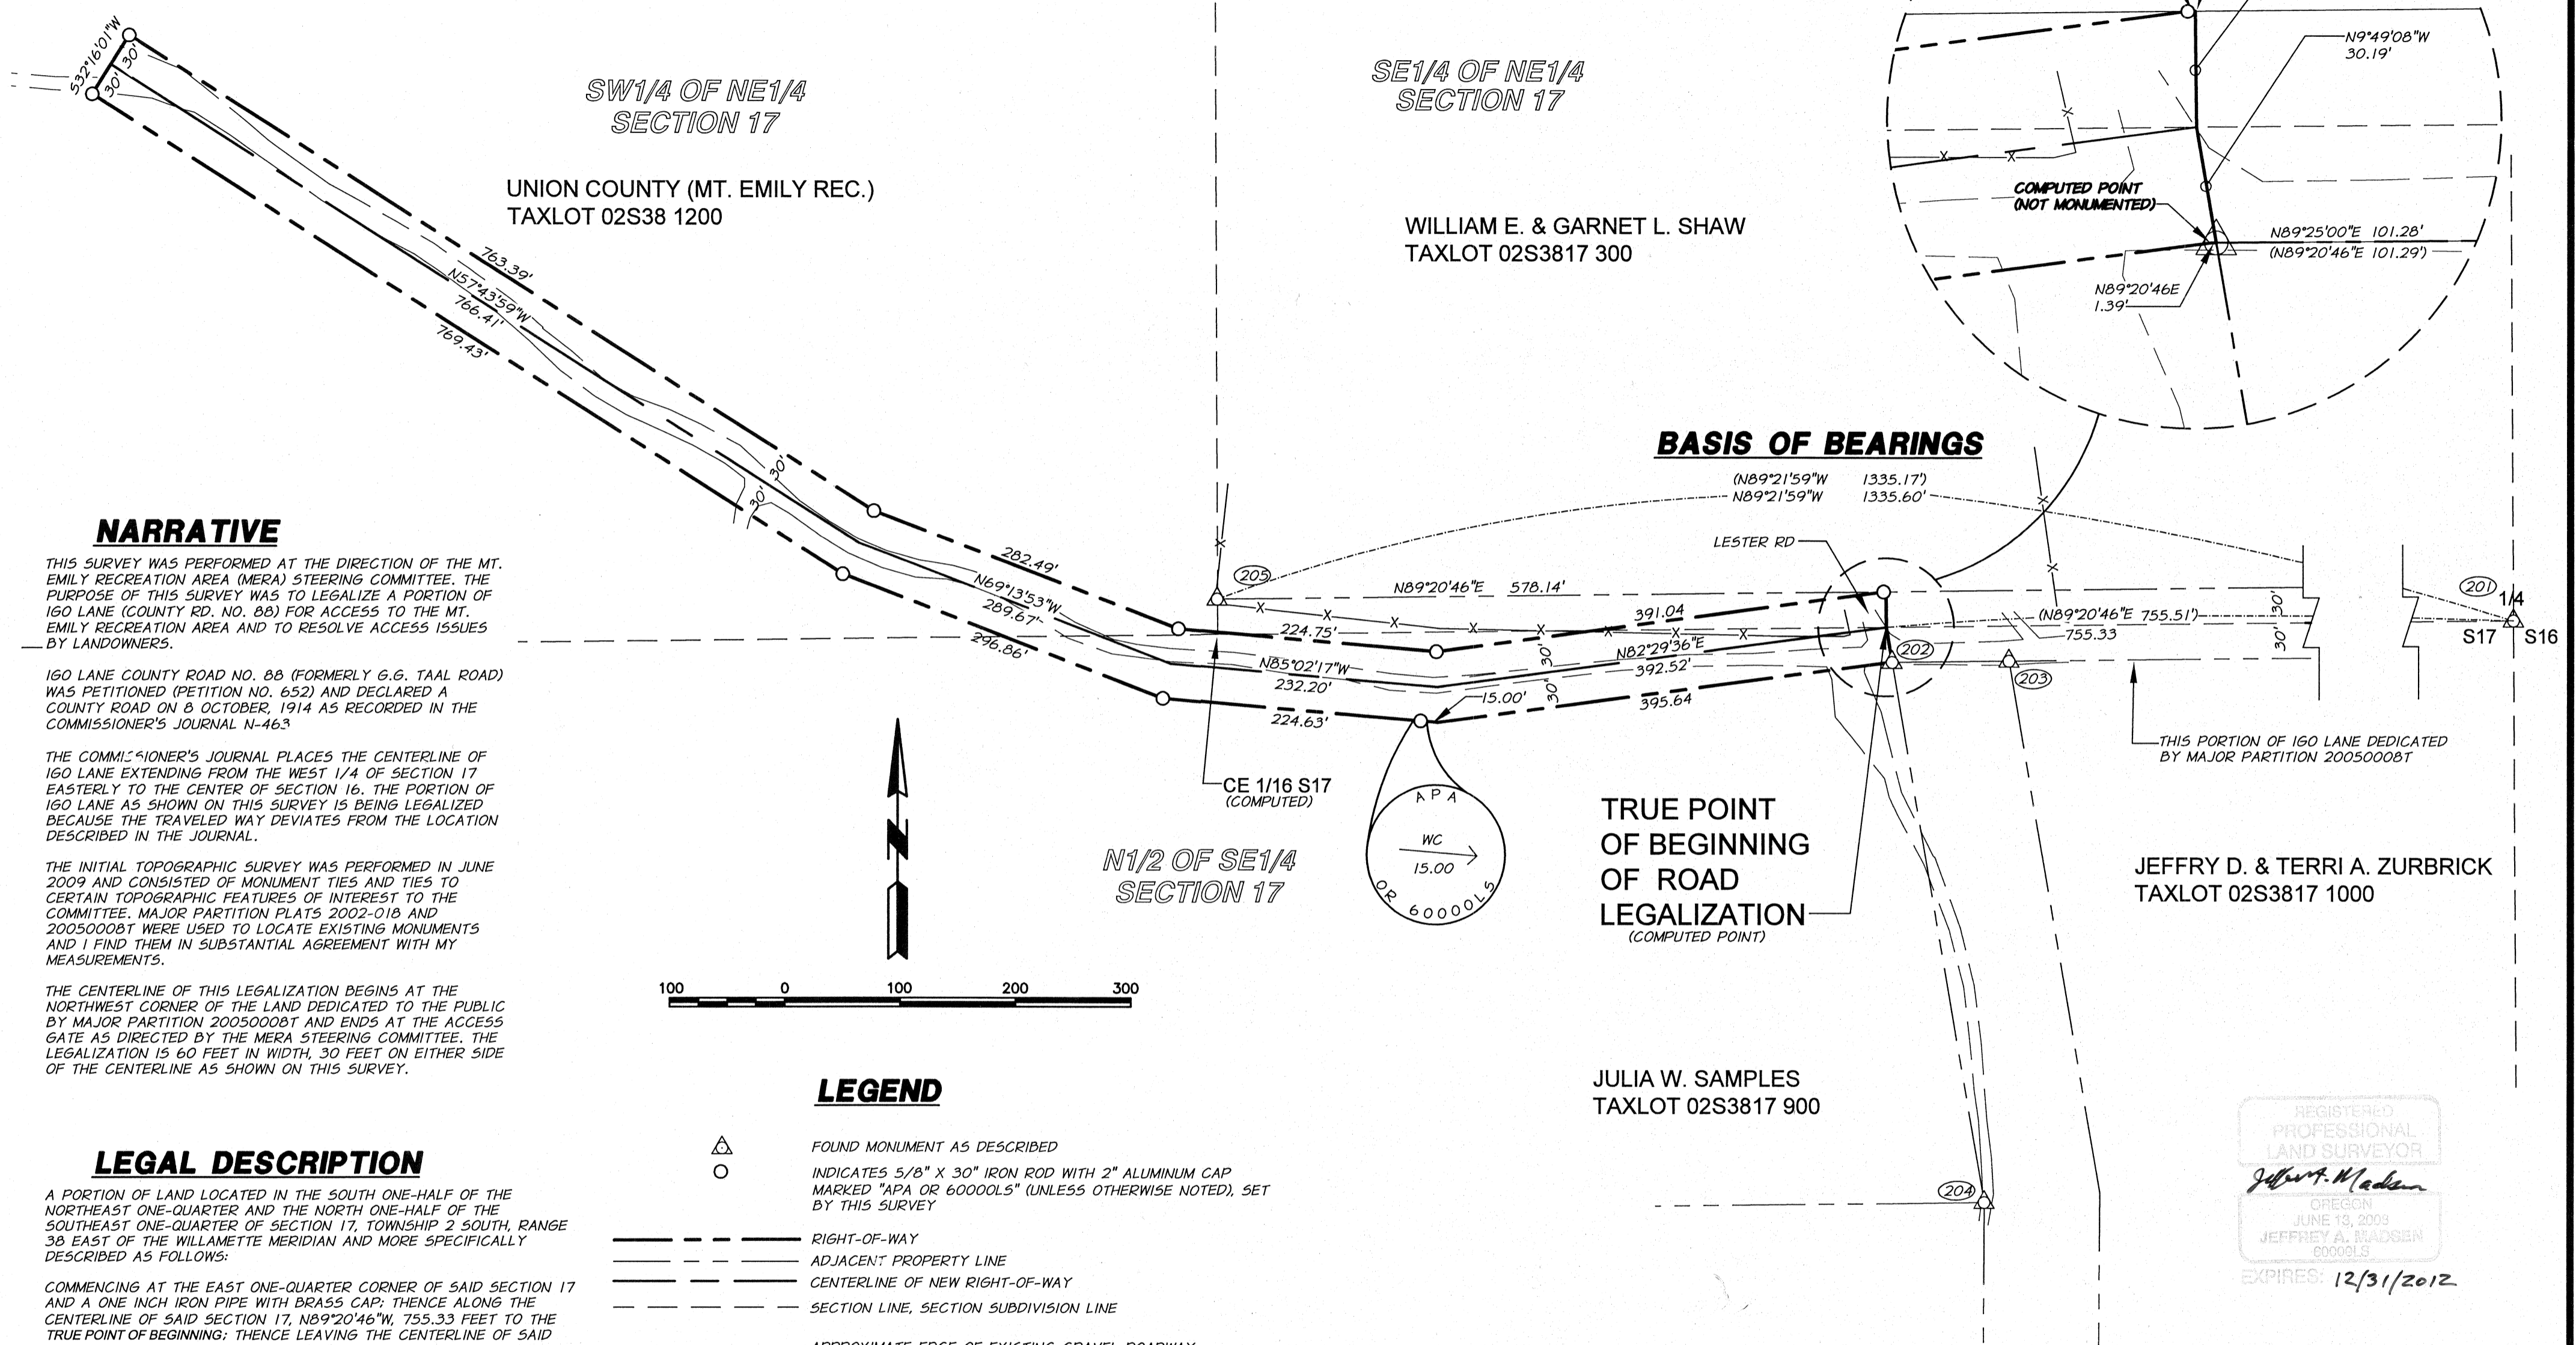 S32°16'01"W
30'
30'
SW1/4 OF NE1/4
SECTION 17
UNION COUNTY (MT. EMILY REC.)
TAXLOT 02S38 1200
SE1/4 OF NE1/4
SECTION 17
WILLIAM E. & GARNET L. SHAW
TAXLOT 02S3817 300
N9°49'08"W
30.19'
COMPUTED POINT
(NOT MONUMENTED)
N89°25'00"E 101.28'
(N89°20'46"E 101.29')
N89°20'46E
1.39'
763.39'
N57°43'59"W
766.41'
769.43'
30'
30'
BASIS OF BEARINGS
(N89°21'59"W 1335.17')
N89°21'59"W 1335.60'
LESTER RD
282.49'
N69°13'53"W
289.67'
296.86'
205
N89°20'46"E 578.14'
391.04
224.75'
N85°02'17"W
232.20'
224.63'
30'
30'
N82°29'36"E
392.52'
15.00'
395.64
202
203
(N89°20'46"E 755.51')
755.33
30'
30'
201
1/4
S17
S16
THIS PORTION OF IGO LANE DEDICATED
BY MAJOR PARTITION 20050008T
CE 1/16 S17
(COMPUTED)
APA
WC
15.00
OR 60000LS
N
N1/2 OF SE1/4
SECTION 17
TRUE POINT
OF BEGINNING
OF ROAD
LEGALIZATION
(COMPUTED POINT)
JEFFRY D. & TERRI A. ZURBRICK
TAXLOT 02S3817 1000
100 0 100 200 300
JULIA W. SAMPLES
TAXLOT 02S3817 900
204
NARRATIVE
THIS SURVEY WAS PERFORMED AT THE DIRECTION OF THE MT.
EMILY RECREATION AREA (MERA) STEERING COMMITTEE. THE
PURPOSE OF THIS SURVEY WAS TO LEGALIZE A PORTION OF
IGO LANE (COUNTY RD. NO. 88) FOR ACCESS TO THE MT.
EMILY RECREATION AREA AND TO RESOLVE ACCESS ISSUES
BY LANDOWNERS.
IGO LANE COUNTY ROAD NO. 88 (FORMERLY G.G. TAAL ROAD)
WAS PETITIONED (PETITION NO. 652) AND DECLARED A
COUNTY ROAD ON 8 OCTOBER, 1914 AS RECORDED IN THE
COMMISSIONER'S JOURNAL N-463
THE COMMISSIONER'S JOURNAL PLACES THE CENTERLINE OF
IGO LANE EXTENDING FROM THE WEST 1/4 OF SECTION 17
EASTERLY TO THE CENTER OF SECTION 16. THE PORTION OF
IGO LANE AS SHOWN ON THIS SURVEY IS BEING LEGALIZED
BECAUSE THE TRAVELED WAY DEVIATES FROM THE LOCATION
DESCRIBED IN THE JOURNAL.
THE INITIAL TOPOGRAPHIC SURVEY WAS PERFORMED IN JUNE
2009 AND CONSISTED OF MONUMENT TIES AND TIES TO
CERTAIN TOPOGRAPHIC FEATURES OF INTEREST TO THE
COMMITTEE. MAJOR PARTITION PLATS 2002-018 AND
20050008T WERE USED TO LOCATE EXISTING MONUMENTS
AND I FIND THEM IN SUBSTANTIAL AGREEMENT WITH MY
MEASUREMENTS.
THE CENTERLINE OF THIS LEGALIZATION BEGINS AT THE
NORTHWEST CORNER OF THE LAND DEDICATED TO THE PUBLIC
BY MAJOR PARTITION 20050008T AND ENDS AT THE ACCESS
GATE AS DIRECTED BY THE MERA STEERING COMMITTEE. THE
LEGALIZATION IS 60 FEET IN WIDTH, 30 FEET ON EITHER SIDE
OF THE CENTERLINE AS SHOWN ON THIS SURVEY.
LEGAL DESCRIPTION
A PORTION OF LAND LOCATED IN THE SOUTH ONE-HALF OF THE
NORTHEAST ONE-QUARTER AND THE NORTH ONE-HALF OF THE
SOUTHEAST ONE-QUARTER OF SECTION 17, TOWNSHIP 2 SOUTH, RANGE
38 EAST OF THE WILLAMETTE MERIDIAN AND MORE SPECIFICALLY
DESCRIBED AS FOLLOWS:
COMMENCING AT THE EAST ONE-QUARTER CORNER OF SAID SECTION 17
AND A ONE INCH IRON PIPE WITH BRASS CAP; THENCE ALONG THE
CENTERLINE OF SAID SECTION 17, N89°20'46"W, 755.33 FEET TO THE
TRUE POINT OF BEGINNING; THENCE LEAVING THE CENTERLINE OF SAID
LEGEND
FOUND MONUMENT AS DESCRIBED
INDICATES 5/8" X 30" IRON ROD WITH 2" ALUMINUM CAP
MARKED "APA OR 60000LS" (UNLESS OTHERWISE NOTED), SET
BY THIS SURVEY
RIGHT-OF-WAY
ADJACENT PROPERTY LINE
CENTERLINE OF NEW RIGHT-OF-WAY
SECTION LINE, SECTION SUBDIVISION LINE
APPROXIMATE EDGE OF EXISTING GRAVEL ROADWAY
REGISTERED
PROFESSIONAL
LAND SURVEYOR
Jeffrey A. Madsen
OREGON
JUNE 13, 2003
JEFFREY A. MADSEN
60000LS
EXPIRES: 12/31/2012